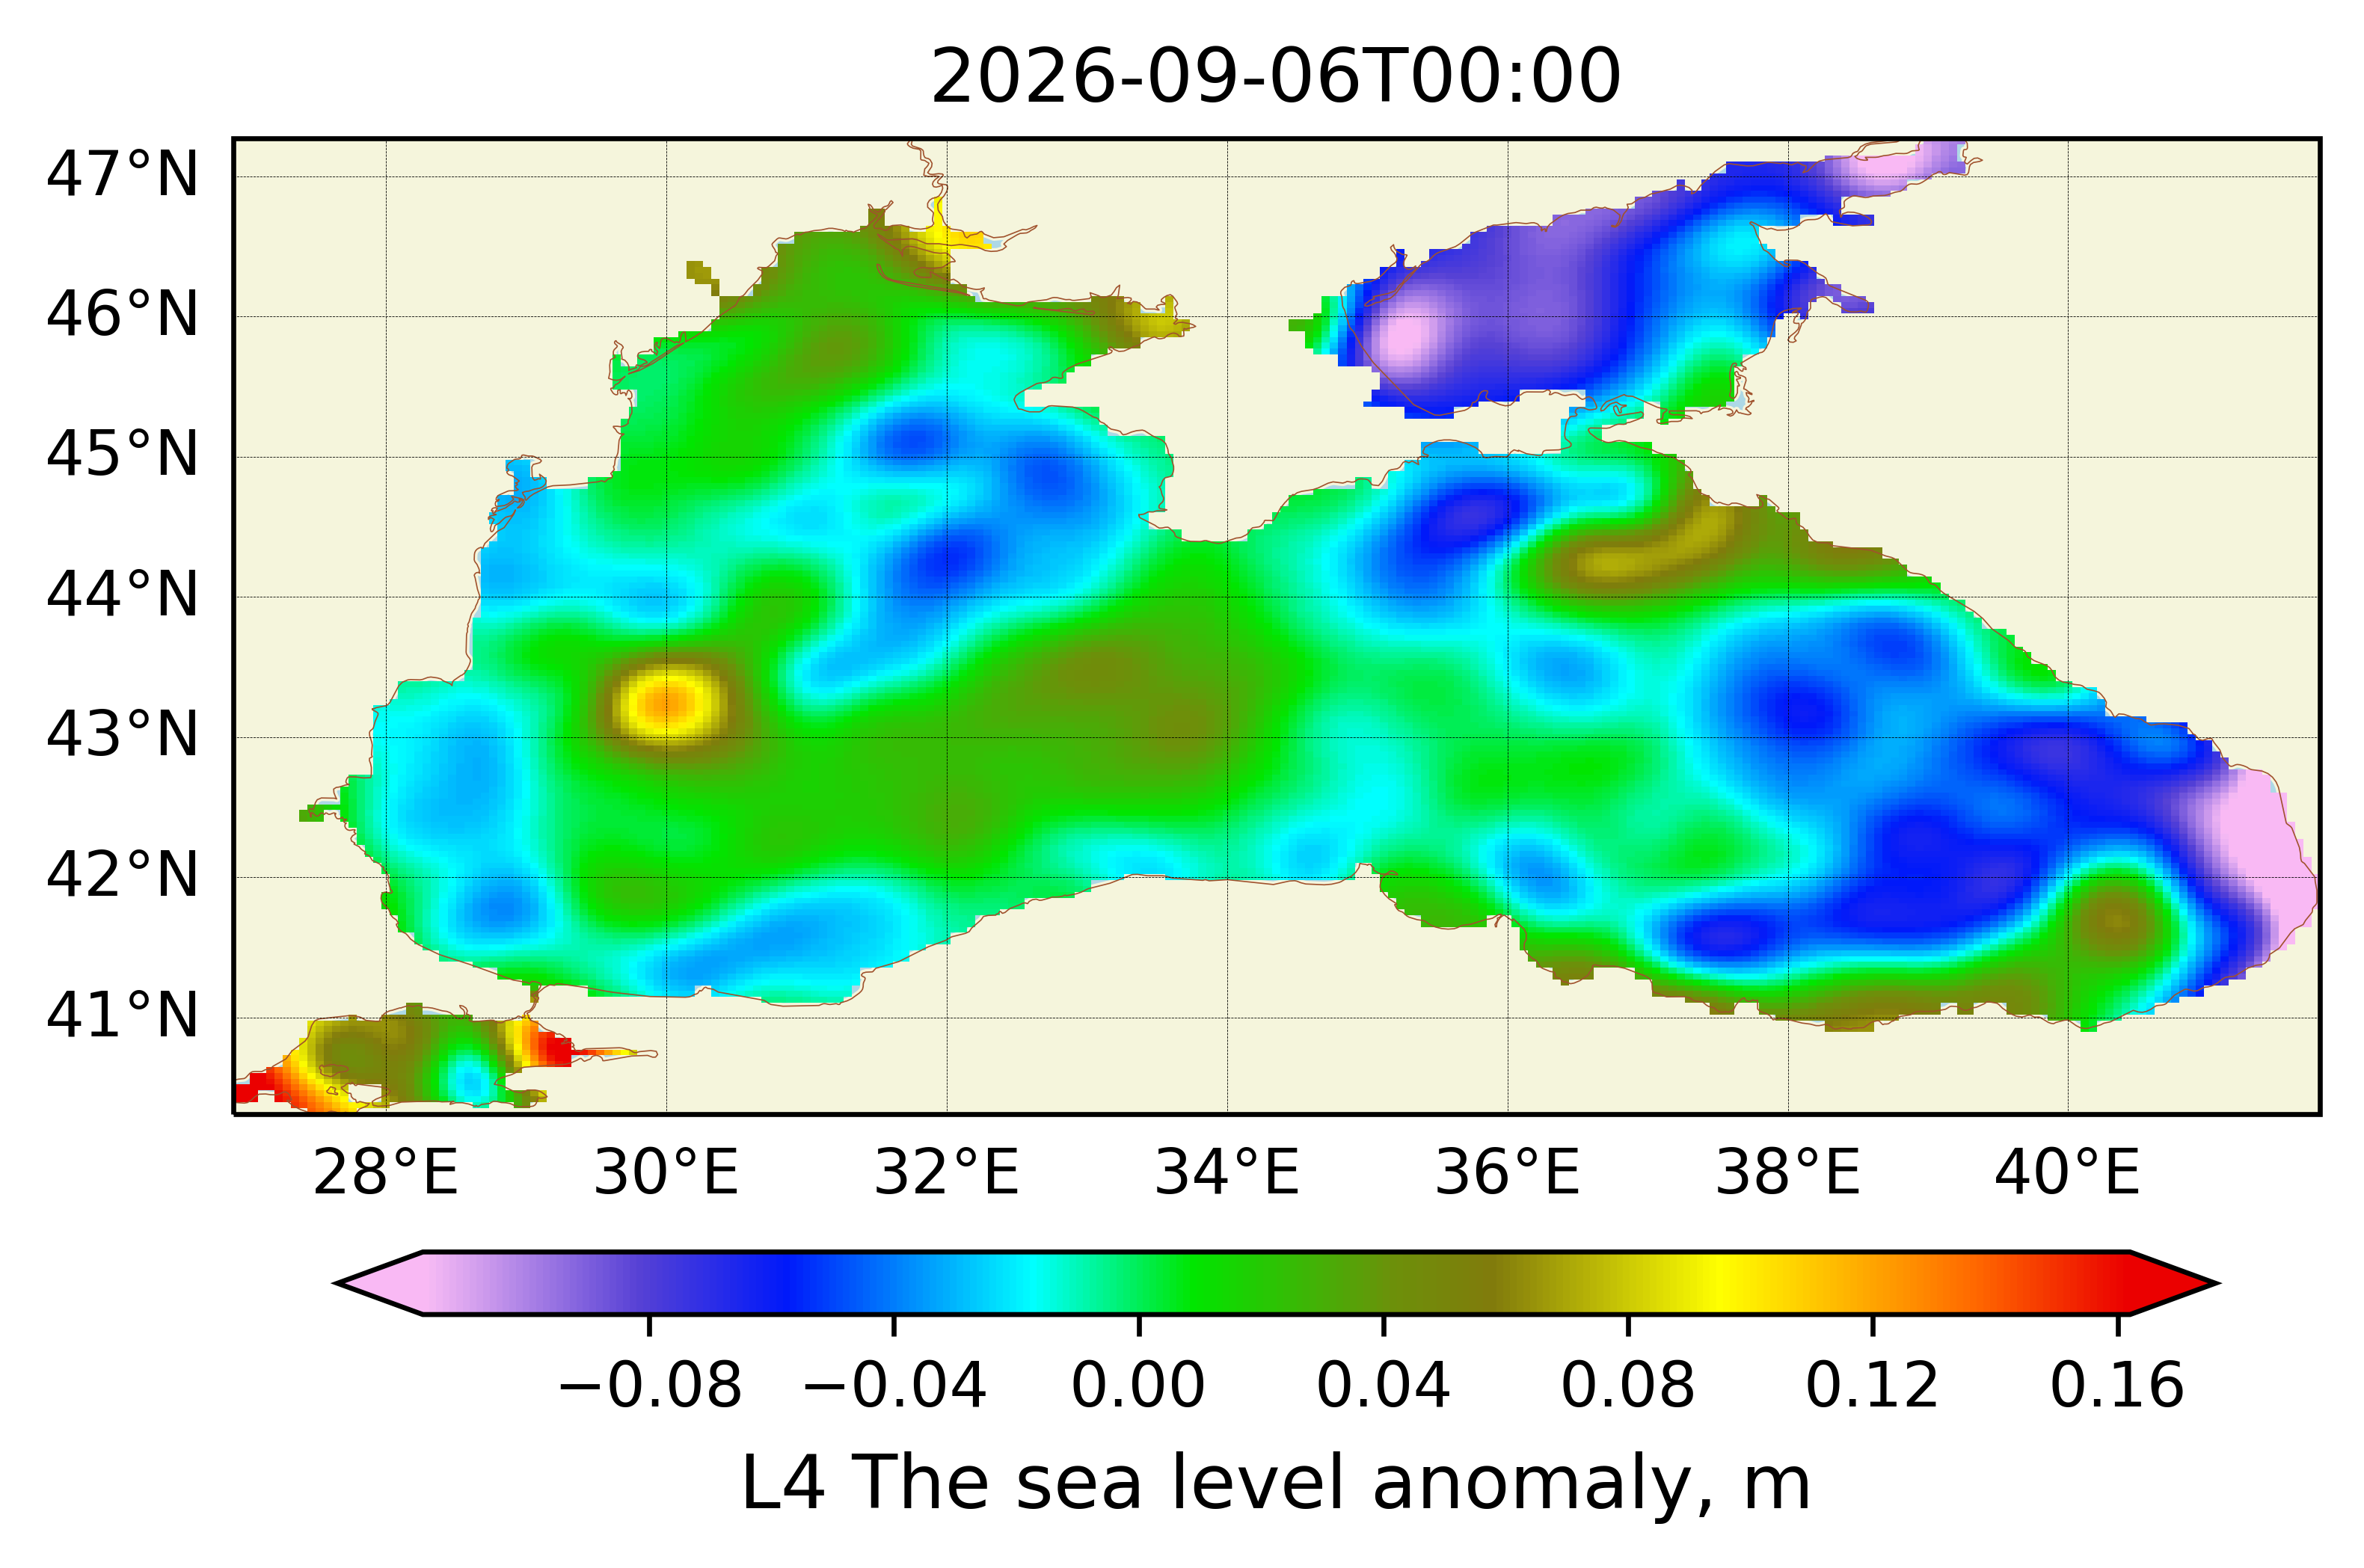 2026-09-06T00:00
47°N
46°N
45°N
44°N
43°N
42°N
41°N
28°E 30°E 32°E 34°E 36°E 38°E 40°E
−0.08 −0.04 0.00 0.04 0.08 0.12 0.16
L4 The sea level anomaly, m